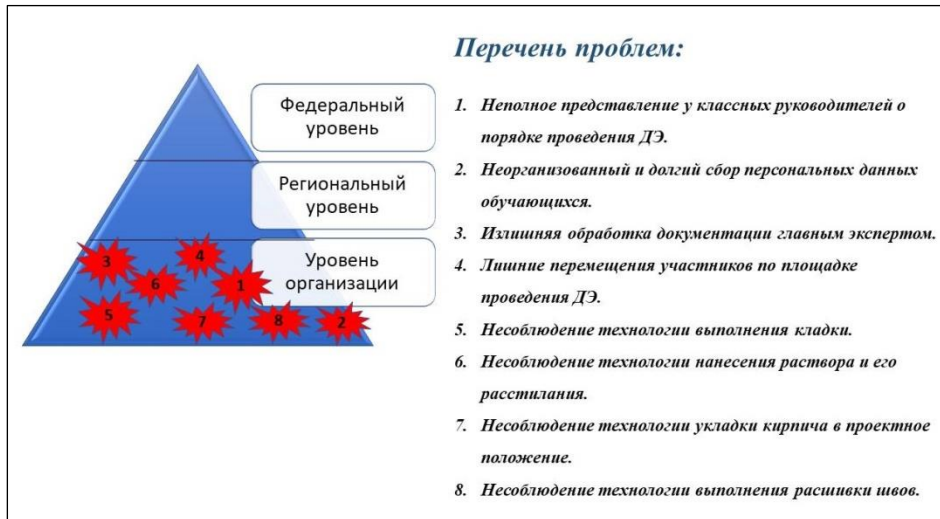 Федеральный
уровень
Региональный
уровень
Уровень
организации
3
4
6
1
5
7
8
2
Перечень проблем:
1. Неполное представление у классных руководителей о
порядке проведения ДЭ.
2. Неорганизованный и долгий сбор персональных данных
обучающихся.
3. Излишняя обработка документации главным экспертом.
4. Лишние перемещения участников по площадке
проведения ДЭ.
5. Несоблюдение технологии выполнения кладки.
6. Несоблюдение технологии нанесения раствора и его
расстилания.
7. Несоблюдение технологии укладки кирпича в проектное
положение.
8. Несоблюдение технологии выполнения расшивки швов.